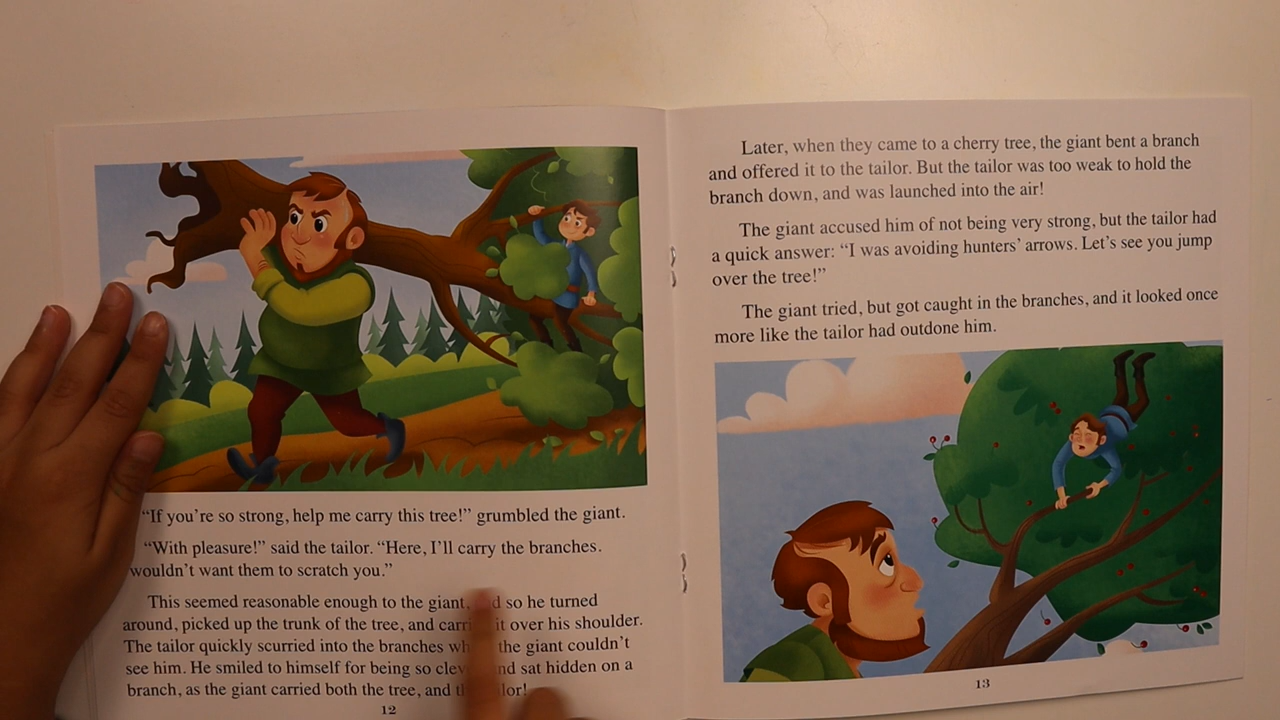 “If you're so strong, help me carry this tree!” grumbled the giant.
“With pleasure!” said the tailor. “Here, I'll carry the branches.
wouldn't want them to scratch you.”
This seemed reasonable enough to the giant, so he turned
around, picked up the trunk of the tree, and it over his shoulder.
The tailor quickly scurried into the branches the giant couldn't
see him. He smiled to himself for being so sat hidden on a
branch, as the giant carried both the tree, and
12
Later, when they came to a cherry tree, the giant bent a branch
and offered it to the tailor. But the tailor was too weak to hold the
branch down, and was launched into the air!
The giant accused him of not being very strong, but the tailor had
a quick answer: “I was avoiding hunters' arrows. Let's see you jump
over the tree!”
The giant tried, but got caught in the branches, and it looked once
more like the tailor had outdone him.
13